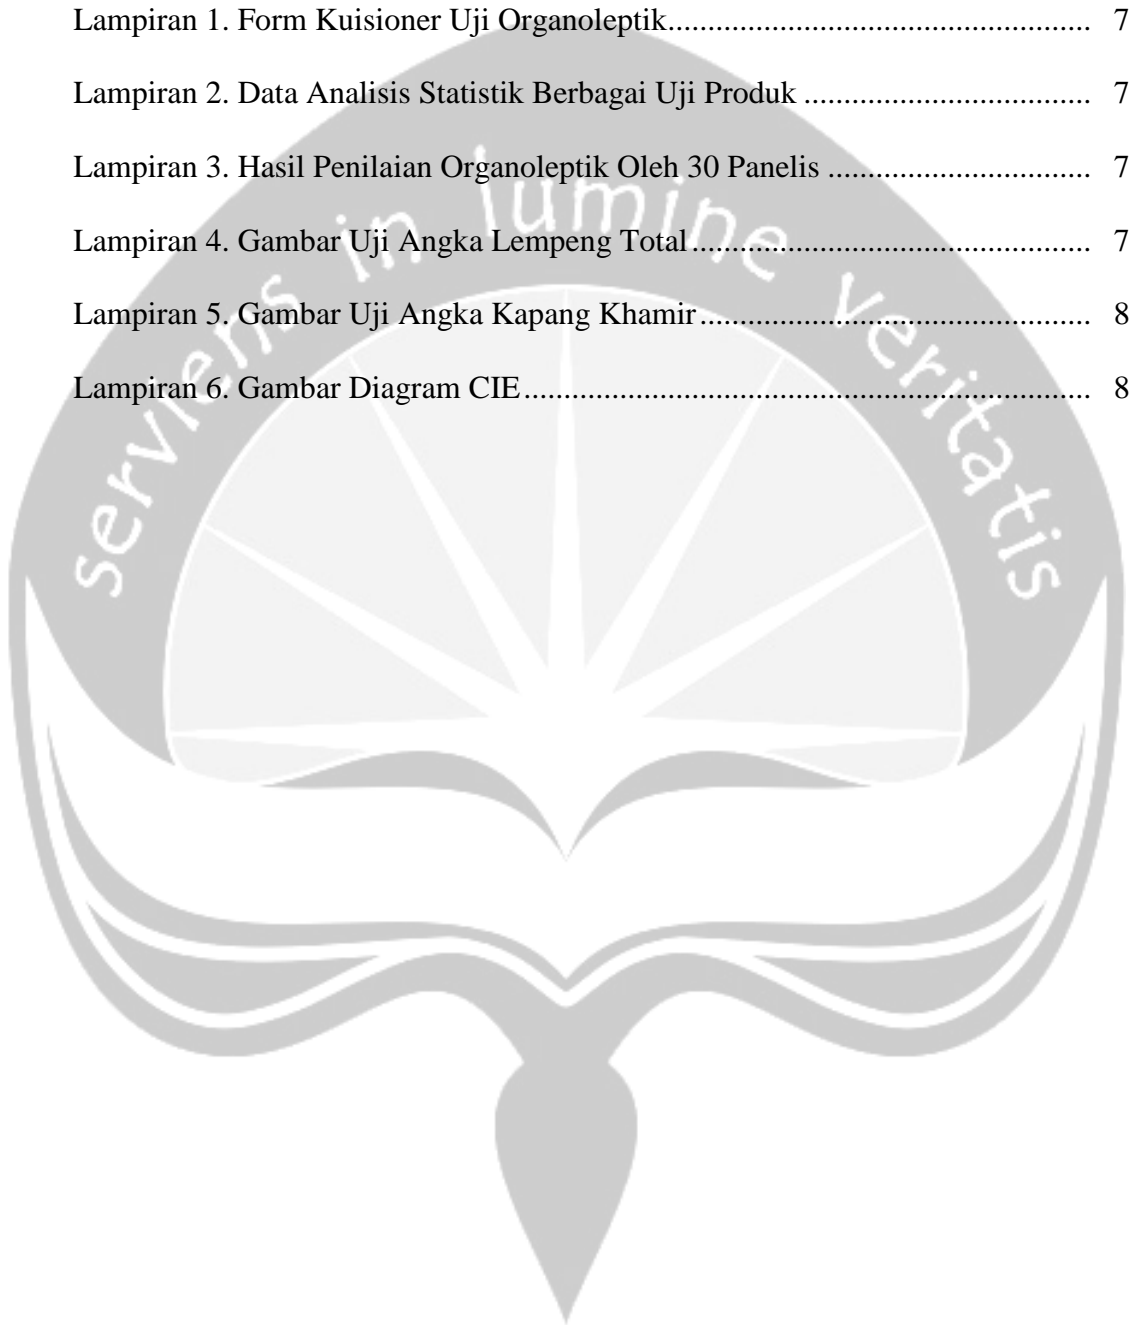 Lampiran 1. Form Kuisioner Uji Organoleptik..................................................... 7
Lampiran 2. Data Analisis Statistik Berbagai Uji Produk .................................... 7
Lampiran 3. Hasil Penilaian Organoleptik Oleh 30 Panelis ................................. 7
Lampiran 4. Gambar Uji Angka Lempeng Total .................................................. 7
Lampiran 5. Gambar Uji Angka Kapang Khamir ................................................. 8
Lampiran 6. Gambar Diagram CIE....................................................................... 8
serviens in lumine veritatis